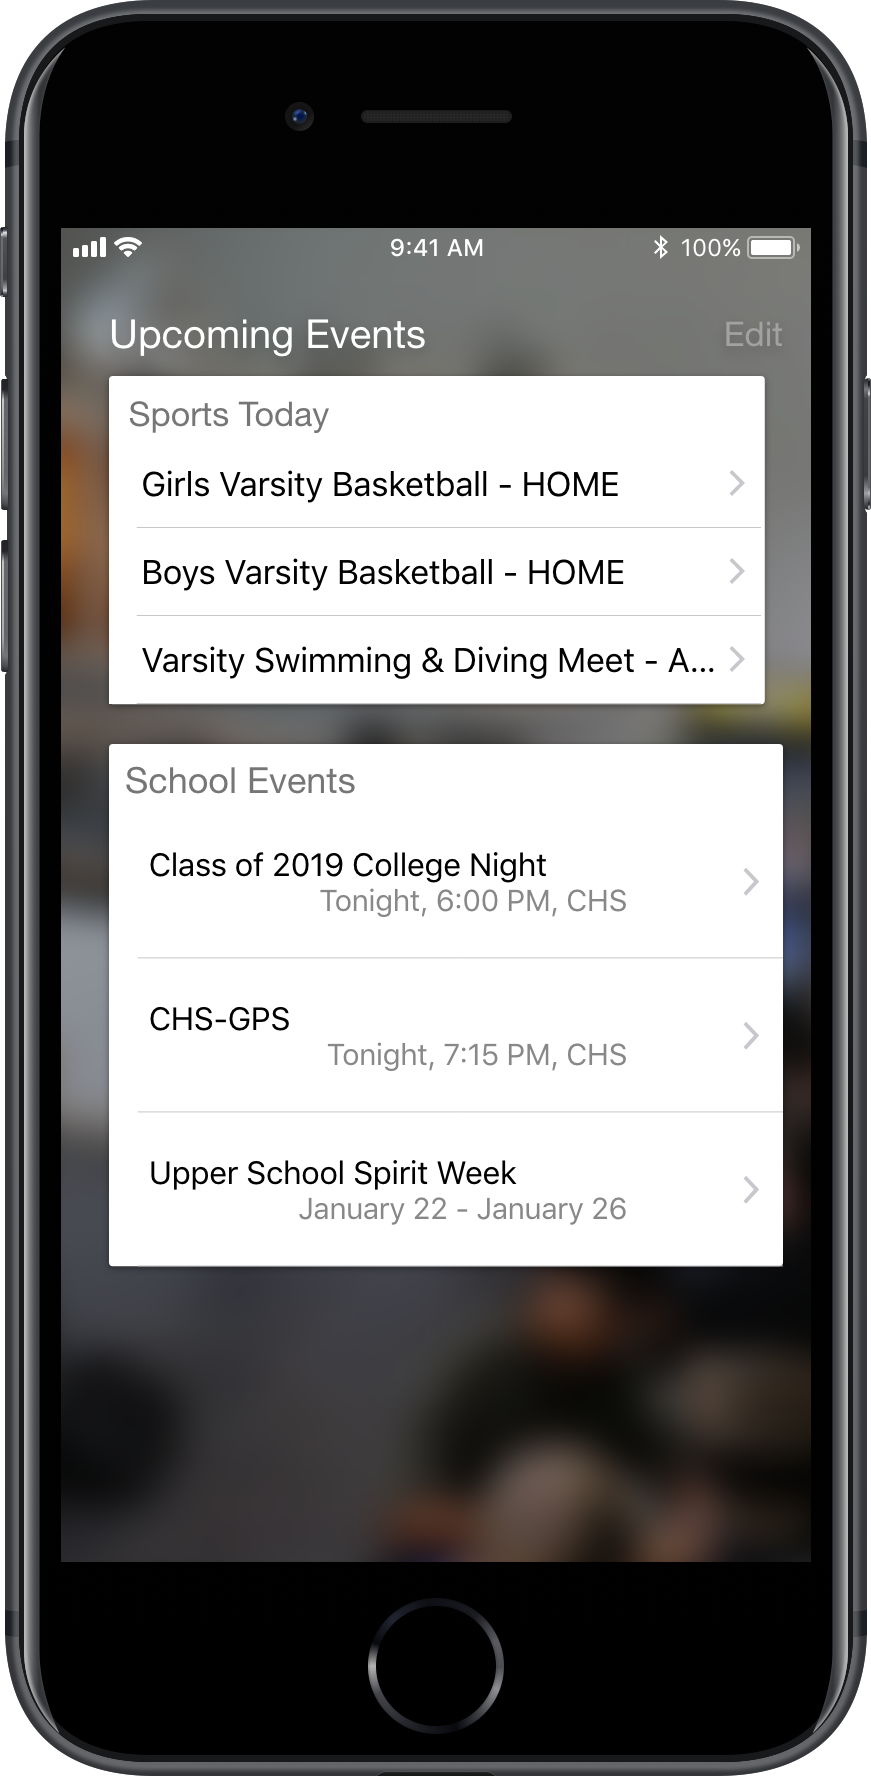 9:41 AM
100%
Upcoming Events
Edit
Sports Today
Girls Varsity Basketball - HOME
Boys Varsity Basketball - HOME
Varsity Swimming & Diving Meet - A...
School Events
Class of 2019 College Night
Tonight, 6:00 PM, CHS
CHS-GPS
Tonight, 7:15 PM, CHS
Upper School Spirit Week
January 22 - January 26